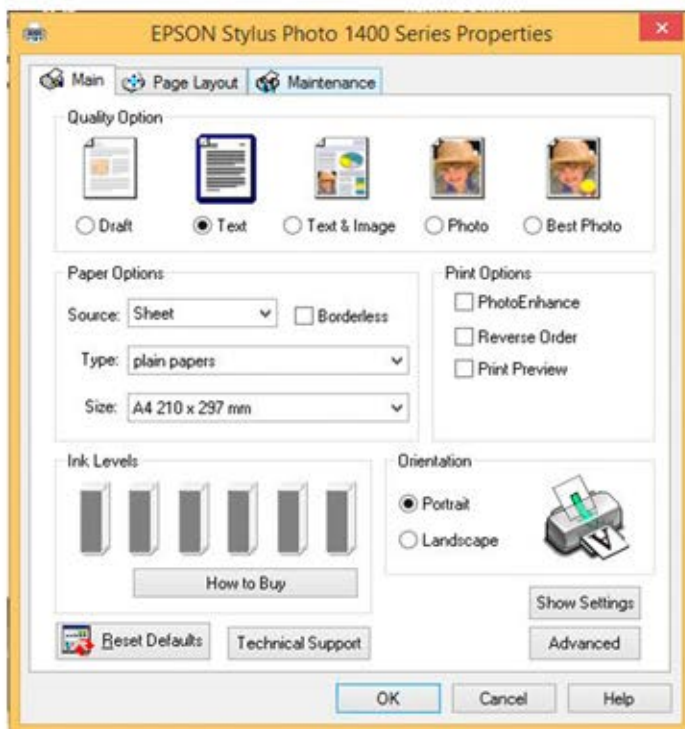 EPSON Stylus Photo 1400 Series Properties
Main Page Layout Maintenance
Quality Option
Draft Text Text & Image Photo Best Photo
Paper Options
Source: Sheet Borderless
Type: plain papers
Size: A4 210 x 297 mm
Print Options
PhotoEnhance
Reverse Order
Print Preview
Ink Levels
How to Buy
Orientation
Portrait
Landscape
Show Settings
Reset Defaults Technical Support Advanced
OK Cancel Help